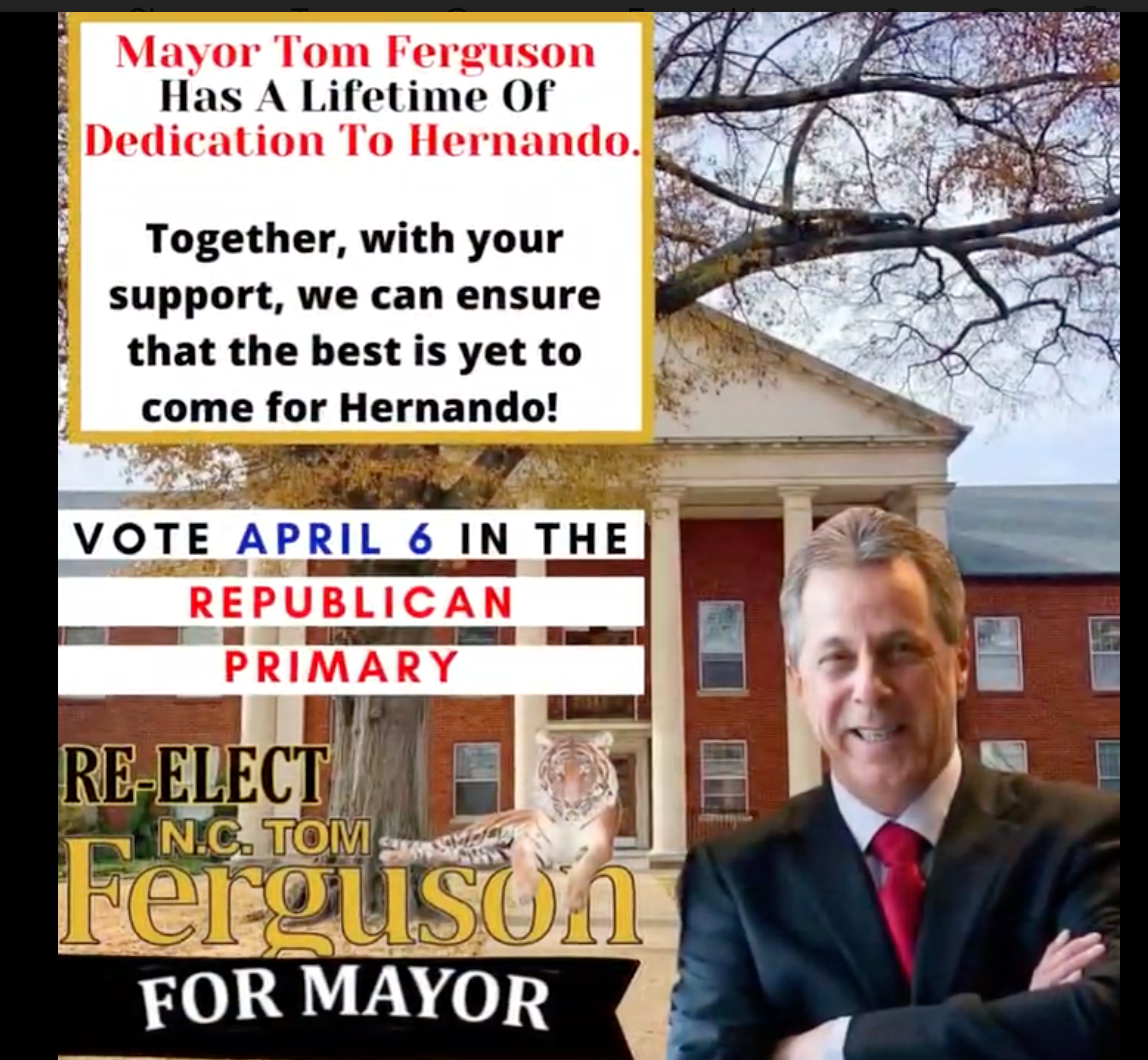 Mayor Tom Ferguson
Has A Lifetime Of
Dedication To Hernando.
Together, with your
support, we can ensure
that the best is yet to
come for Hernando!
VOTE APRIL 6 IN THE
REPUBLICAN
PRIMARY
RE-ELECT
N.C. TOM
Ferguson
FOR MAYOR